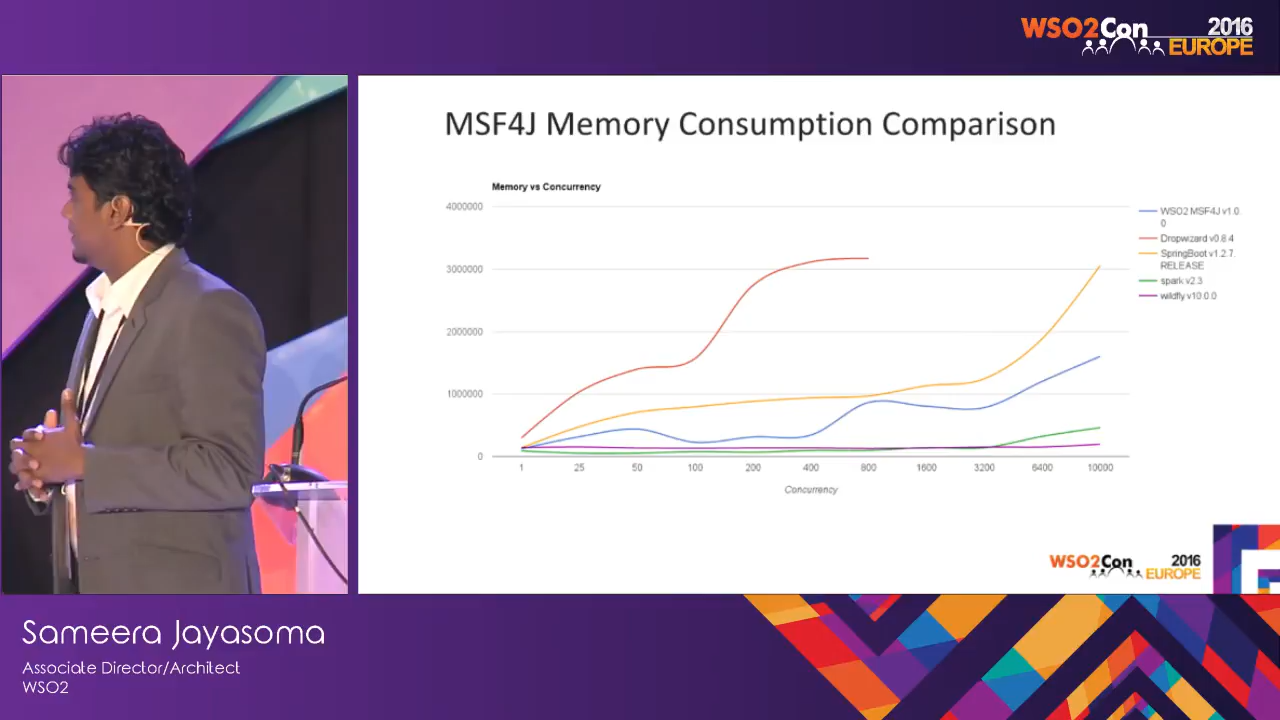 WSO2Con 2016
EUROPE
MSF4J Memory Consumption Comparison
Memory vs Concurrency
4000000
3000000
2000000
1000000
0
1 25 50 100 200 400 800 1600 3200 6400 10000
Concurrency
WSO2 MSF4J v1.0.
0
Dropwizard v0.8.4
SpringBoot v1.2.7.
RELEASE
spark v2.3
wildfly v10.0.0
WSO2Con 2016
EUROPE
Sameera Jayasoma
Associate Director/Architect
WSO2